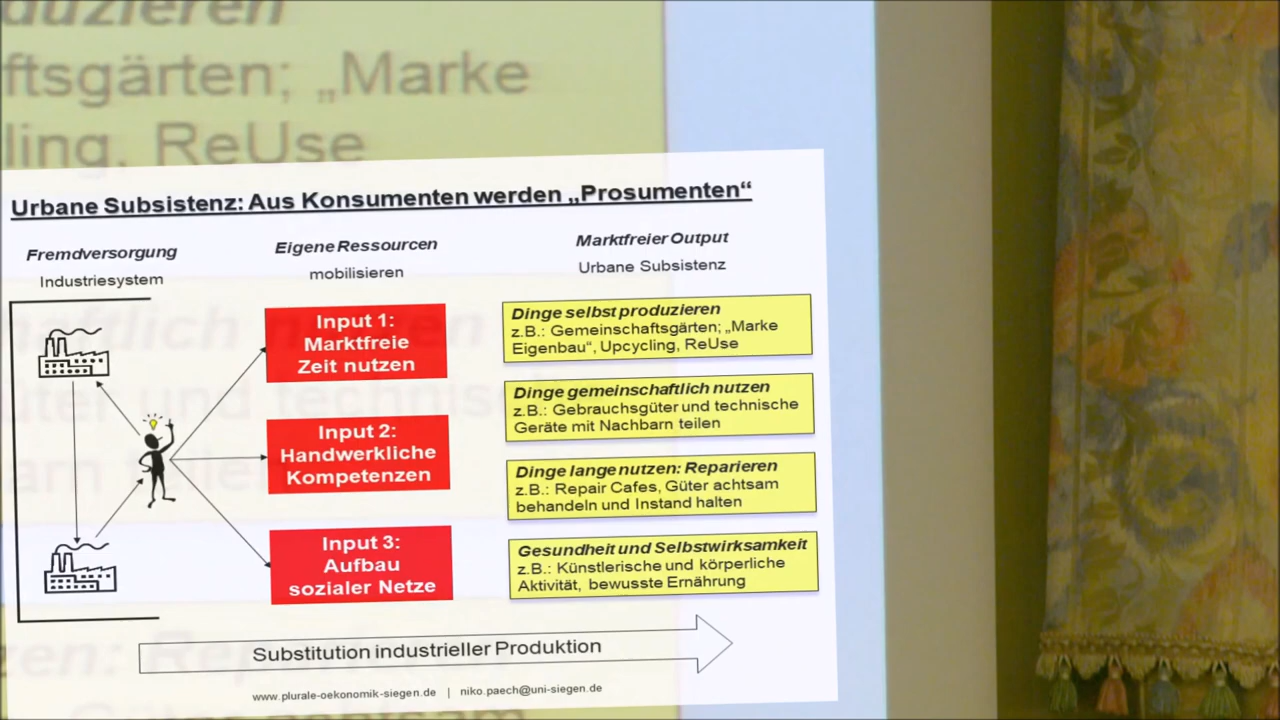 duzieren
ftsgärten; „Marke
ling, ReUse
Urbane Subsistenz: Aus Konsumenten werden „Prosumenten“
Fremdversorgung
Industriesystem
Eigene Ressourcen
mobilisieren
Marktfreier Output
Urbane Subsistenz
Input 1:
Marktfreie
Zeit nutzen
Input 2:
Handwerkliche
Kompetenzen
Input 3:
Aufbau
sozialer Netze
Dinge selbst produzieren
z.B.: Gemeinschaftsgärten; „Marke
Eigenbau“, Upcycling, ReUse
Dinge gemeinschaftlich nutzen
z.B.: Gebrauchsgüter und technische
Geräte mit Nachbarn teilen
Dinge lange nutzen: Reparieren
z.B.: Repair Cafes, Güter achtsam
behandeln und Instand halten
Gesundheit und Selbstwirksamkeit
z.B.: Künstlerische und körperliche
Aktivität, bewusste Ernährung
Substitution industrieller Produktion
www.plurale-oekonomik-siegen.de | niko.paech@uni-siegen.de